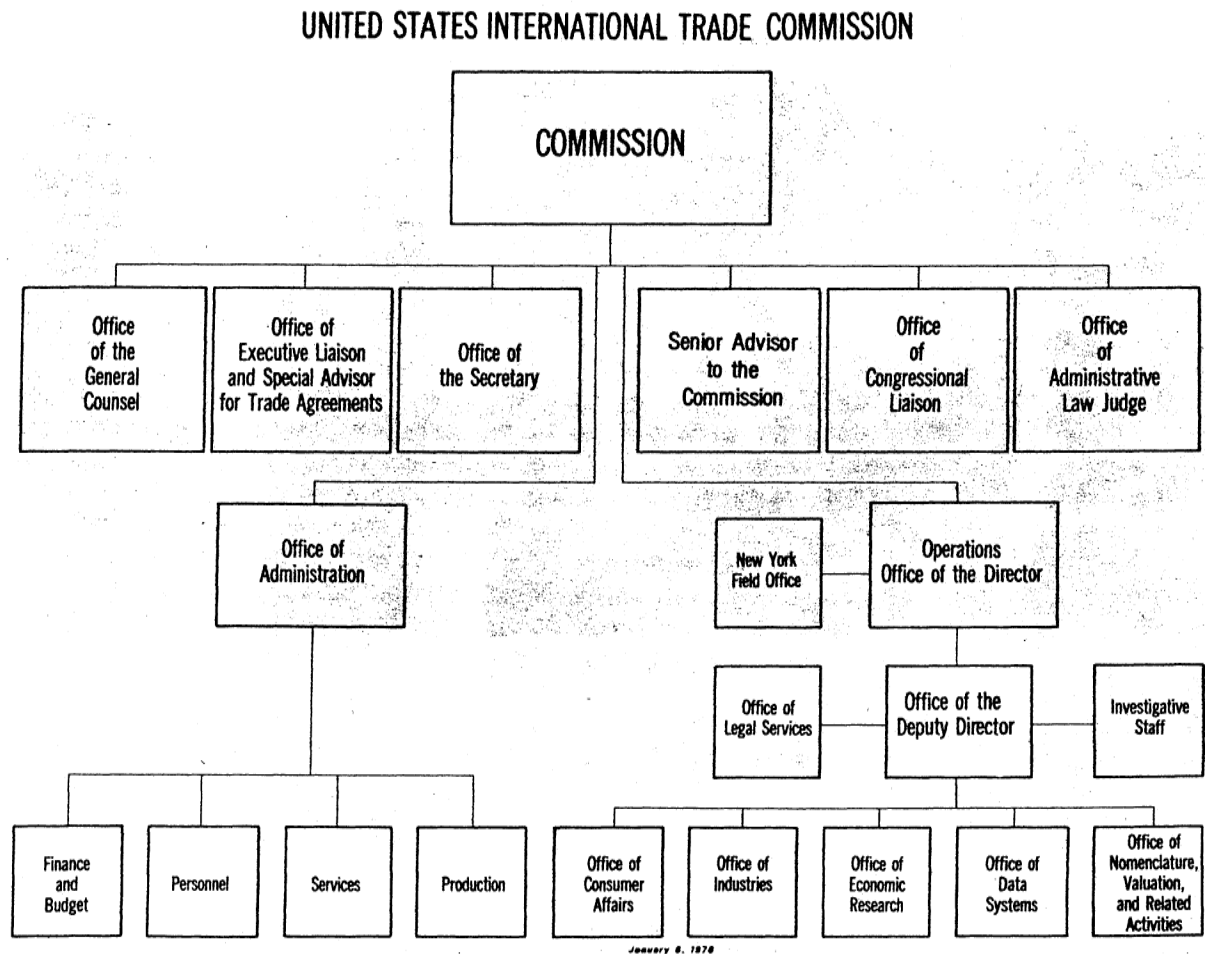 UNITED STATES INTERNATIONAL TRADE COMMISSION
COMMISSION
Office
of the
General
Counsel
Office of
Executive Liaison
and Special Advisor
for Trade Agreements
Office of
the Secretary
Senior Advisor
to the
Commission
Office
of
Congressional
Liaison
Office
of
Administrative
Law Judge
Office of
Administration
New York
Field Office
Operations
Office of the Director
Office of
Legal Services
Office of the
Deputy Director
Investigative
Staff
Finance
and
Budget
Personnel
Services
Production
Office of
Consumer
Affairs
Office of
Industries
Office of
Economic
Research
Office of
Data
Systems
Office of
Nomenclature,
Valuation,
and Related
Activities
January 6, 1978